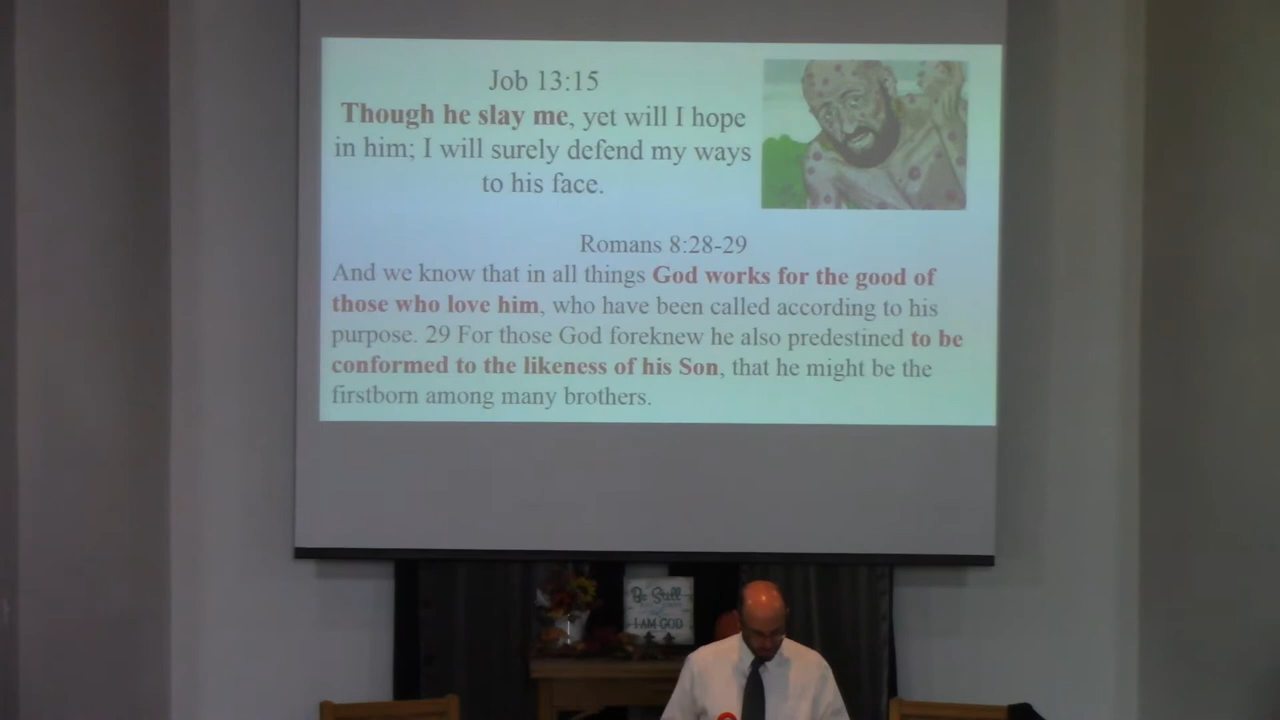 Job 13:15
Though he slay me, yet will I hope
in him; I will surely defend my ways
to his face.
Romans 8:28-29
And we know that in all things God works for the good of
those who love him, who have been called according to his
purpose. 29 For those God foreknew he also predestined to be
conformed to the likeness of his Son, that he might be the
firstborn among many brothers.
Be Still
I AM GOD